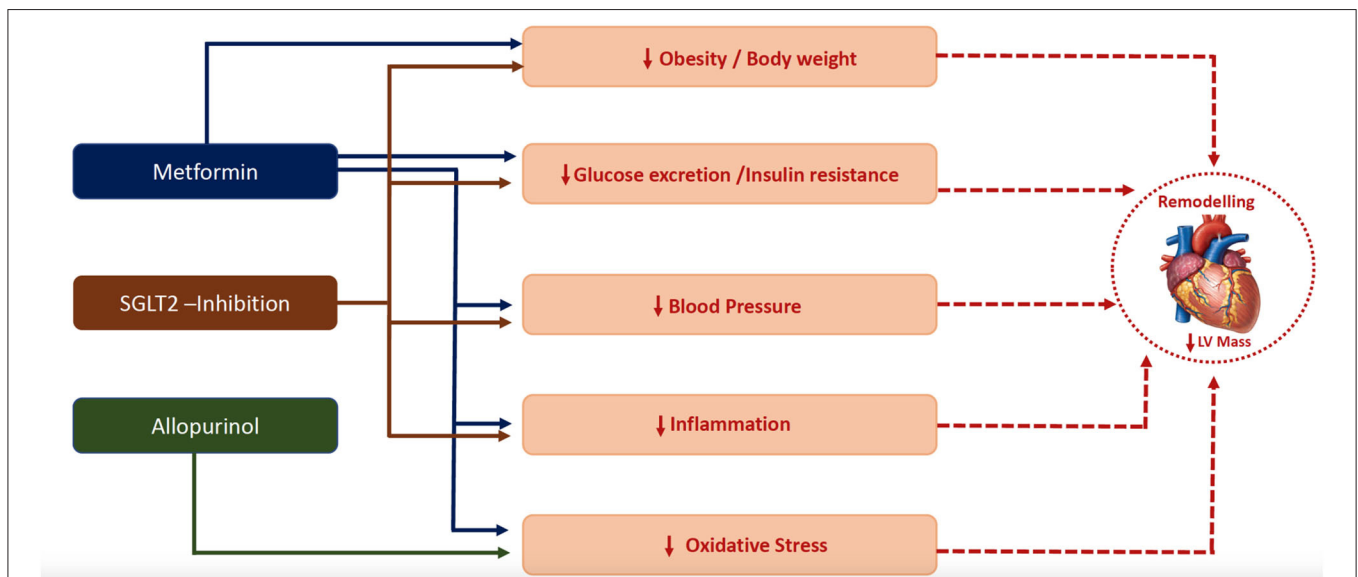 ↓ Obesity / Body weight
Metformin
↓ Glucose excretion /Insulin resistance
Remodelling
SGLT2 –Inhibition
↓ Blood Pressure
↓ LV Mass
Allopurinol
↓ Inflammation
↓ Oxidative Stress